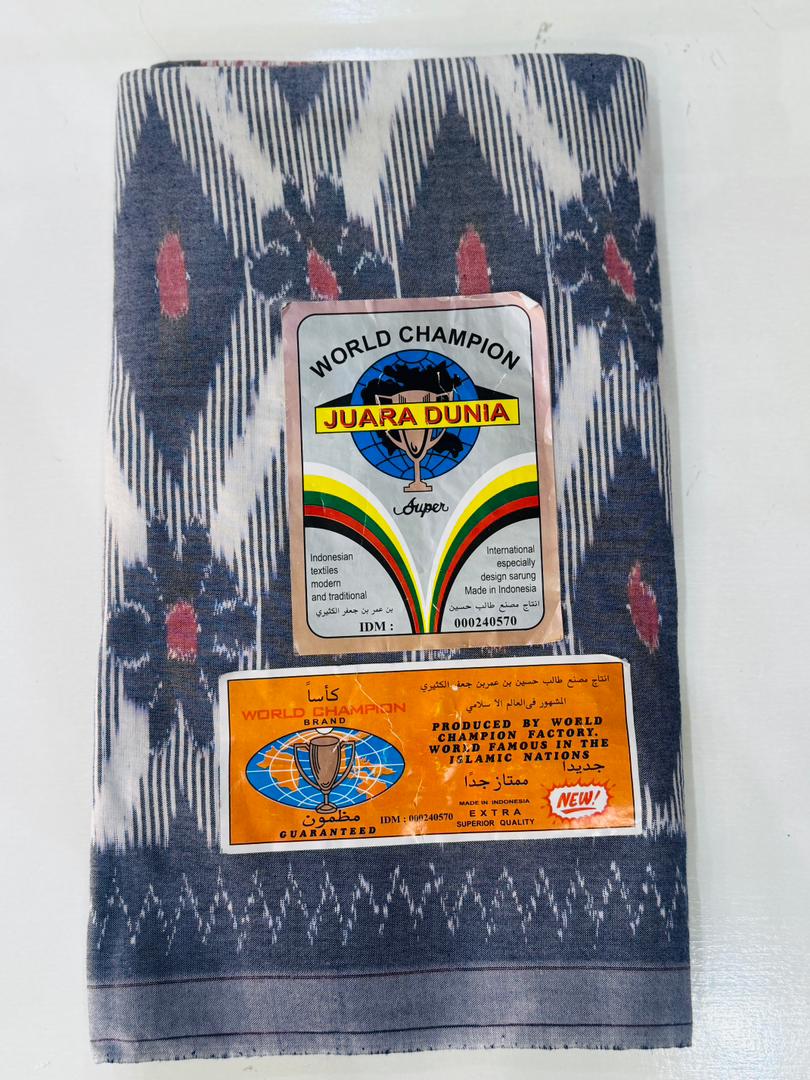 WORLD CHAMPION
JUARA DUNIA
Super
Indonesian
textiles
modern
and traditional
International
especially
design sarung
Made in Indonesia
انتاج مصنع طالب حسين
بن عمر بن جعفر الكثيري
IDM : 000240570
كأساً
WORLD CHAMPION
BRAND
مظمون
GUARANTEED
انتاج مصنع طالب حسين بن عمربن جعفر الكثيري
المشهور في العالم الا سلامي
PRODUCED BY WORLD
CHAMPION FACTORY.
WORLD FAMOUS IN THE
ISLAMIC NATIONS
جديداً
ممتاز جدًا
NEW!
MADE IN INDONESIA
EXTRA
SUPERIOR QUALITY
IDM : 000240570